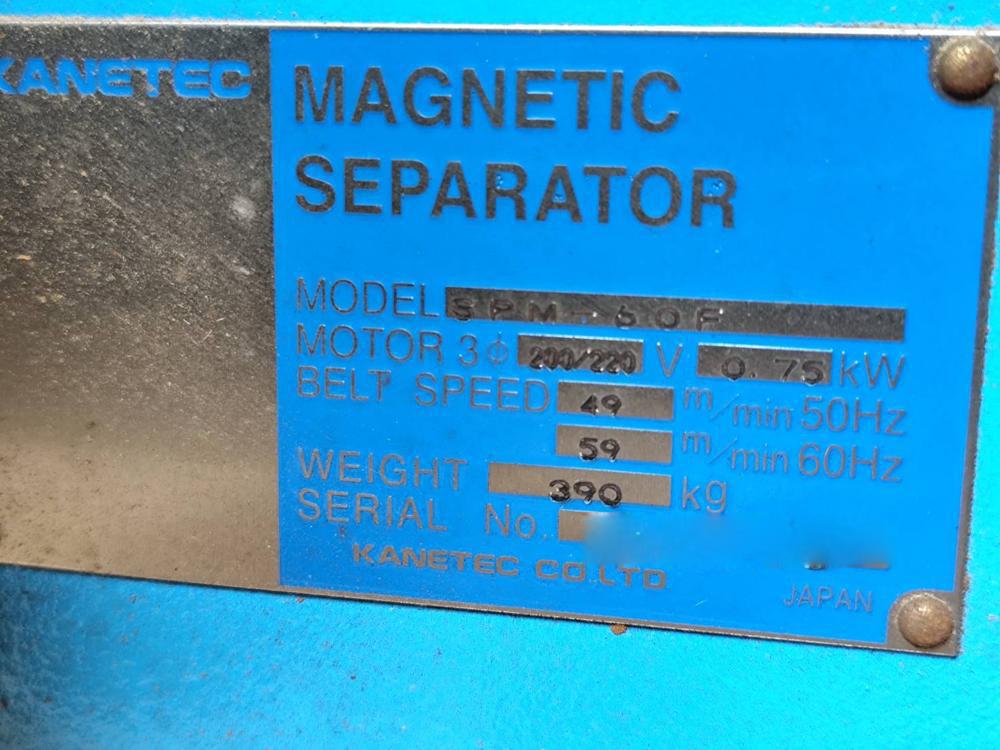 KANETEC
MAGNETIC
SEPARATOR
MODEL SPM-60F
MOTOR 3ϕ 200/220 V 0.75 kW
BELT SPEED 49 m/min 50Hz
59 m/min 60Hz
WEIGHT 390 kg
SERIAL No.
KANETEC CO.,LTD
JAPAN